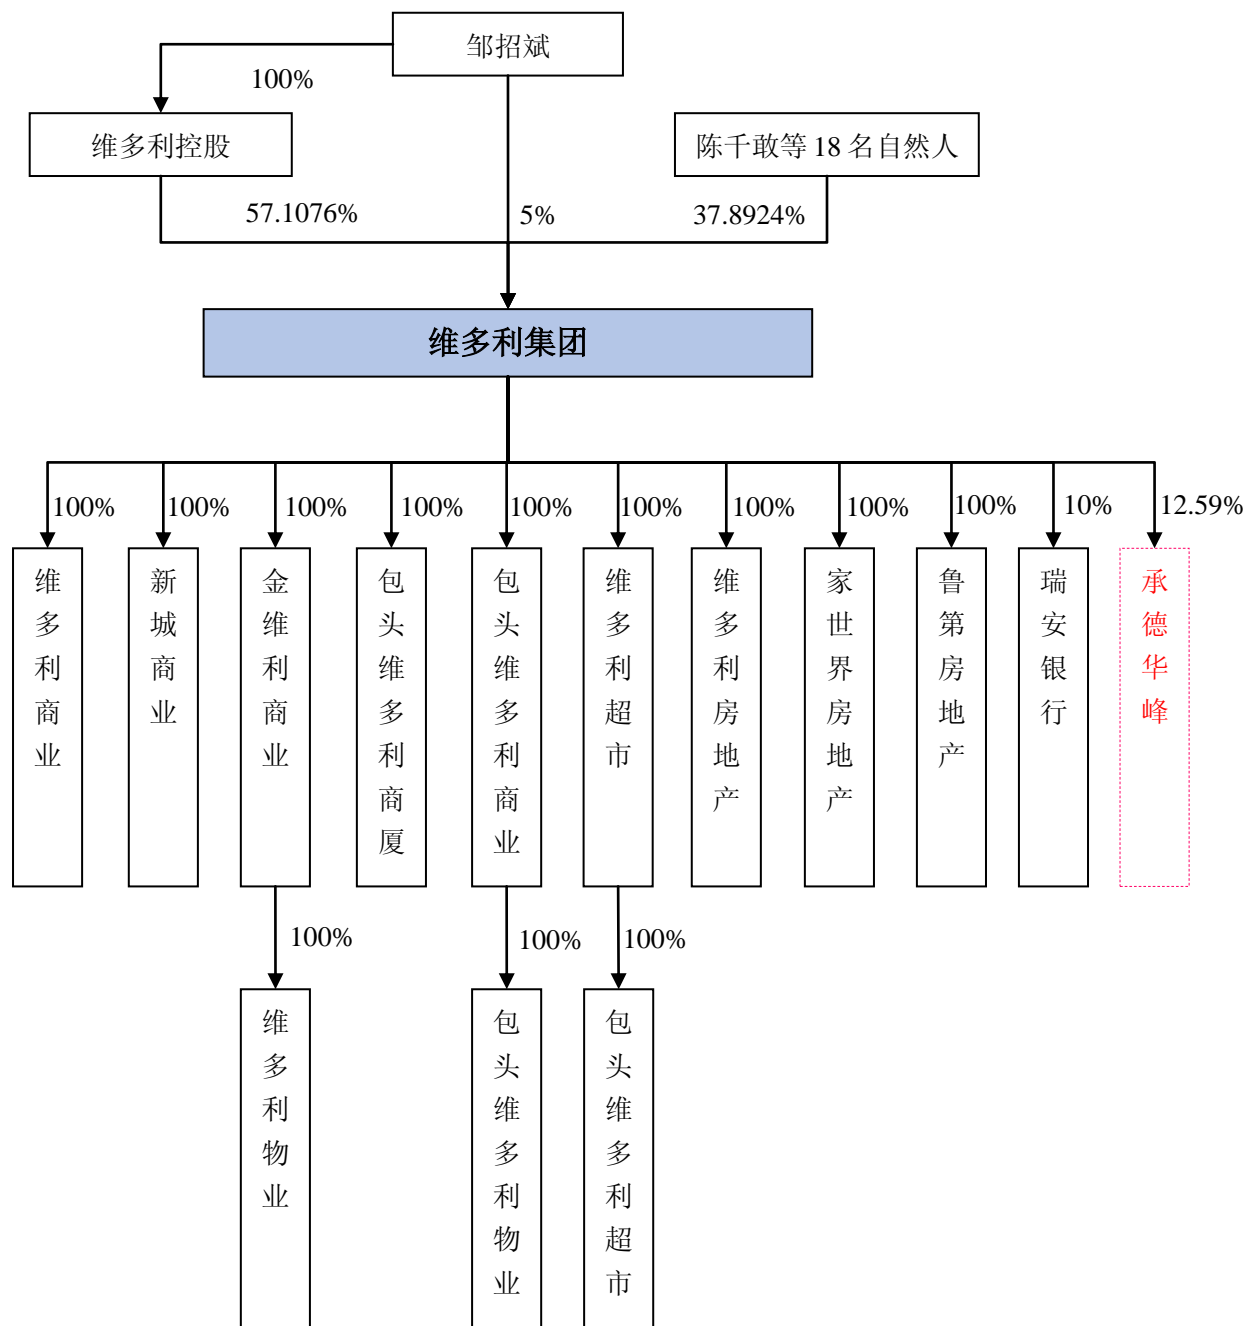 邹招斌
100%
维多利控股
陈千敢等 18 名自然人
57.1076%
5%
37.8924%
维多利集团
100%
100%
100%
100%
100%
100%
100%
100%
100%
10%
12.59%
维多利商业
新城商业
金维利商业
包头维多利商厦
包头维多利商业
维多利超市
维多利房地产
家世界房地产
鲁第房地产
瑞安银行
承德华峰
100%
100%
100%
维多利物业
包头维多利物业
包头维多利超市